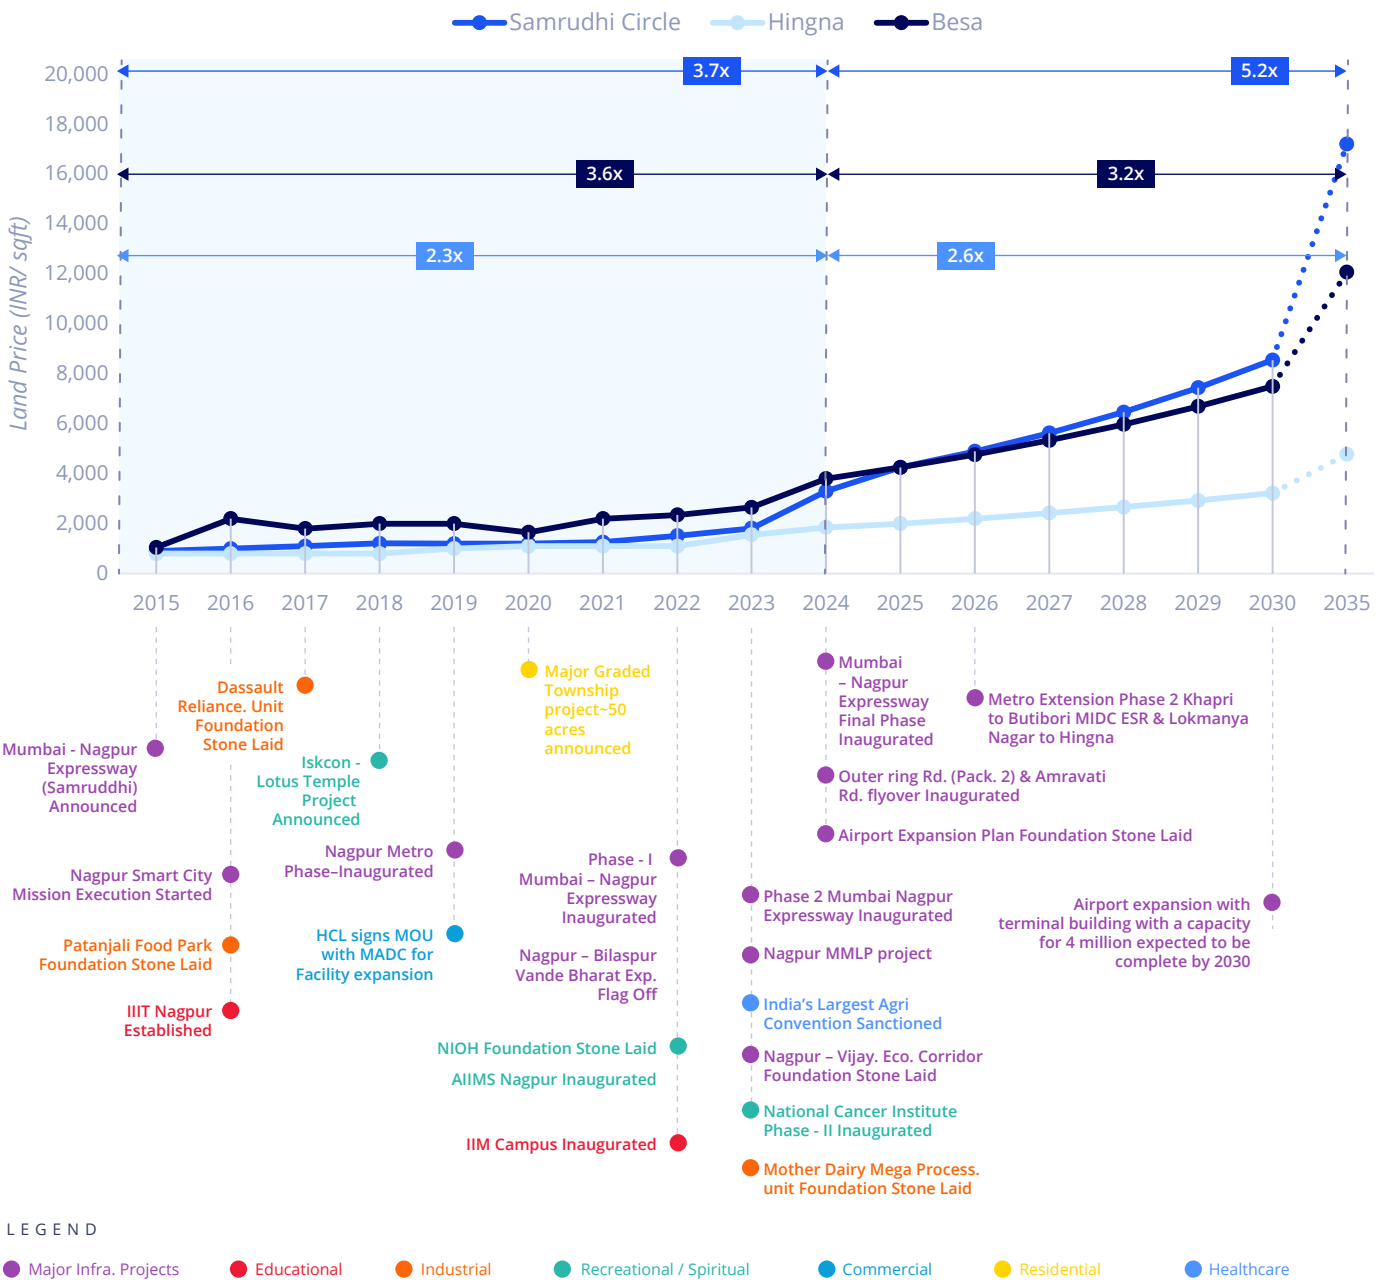 Samrudhi Circle
Hingna
Besa
Land Price (INR/ sqft)
20,000
18,000
16,000
14,000
12,000
10,000
8,000
6,000
4,000
2,000
0
3.7x
5.2x
3.6x
3.2x
2.3x
2.6x
2015
2016
2017
2018
2019
2020
2021
2022
2023
2024
2025
2026
2027
2028
2029
2030
2035
Mumbai - Nagpur
Expressway
(Samruddhi)
Announced
Nagpur Smart City
Mission Execution Started
Patanjali Food Park
Foundation Stone Laid
IIIT Nagpur
Established
Dassault
Reliance. Unit
Foundation
Stone Laid
Iskcon -
Lotus Temple
Project
Announced
Nagpur Metro
Phase–Inaugurated
HCL signs MOU
with MADC for
Facility expansion
Major Graded
Township
project~50
acres
announced
Phase - I
Mumbai – Nagpur
Expressway
Inaugurated
Nagpur – Bilaspur
Vande Bharat Exp.
Flag Off
NIOH Foundation Stone Laid
AIIMS Nagpur Inaugurated
IIM Campus Inaugurated
Phase 2 Mumbai Nagpur
Expressway Inaugurated
Nagpur MMLP project
India’s Largest Agri
Convention Sanctioned
Nagpur – Vijay. Eco. Corridor
Foundation Stone Laid
National Cancer Institute
Phase - II Inaugurated
Mother Dairy Mega Process.
unit Foundation Stone Laid
Mumbai
– Nagpur
Expressway
Final Phase
Inaugurated
Outer ring Rd. (Pack. 2) & Amravati
Rd. flyover Inaugurated
Airport Expansion Plan Foundation Stone Laid
Metro Extension Phase 2 Khapri
to Butibori MIDC ESR & Lokmanya
Nagar to Hingna
Airport expansion with
terminal building with a capacity
for 4 million expected to be
complete by 2030
LEGEND
Major Infra. Projects
Educational
Industrial
Recreational / Spiritual
Commercial
Residential
Healthcare